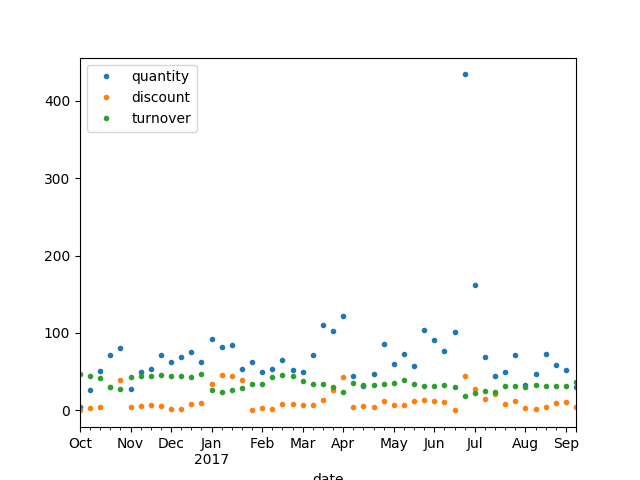 quantity
discount
turnover
400
300
200
100
0
Oct Nov Dec Jan Feb Mar Apr May Jun Jul Aug Sep
2017
date